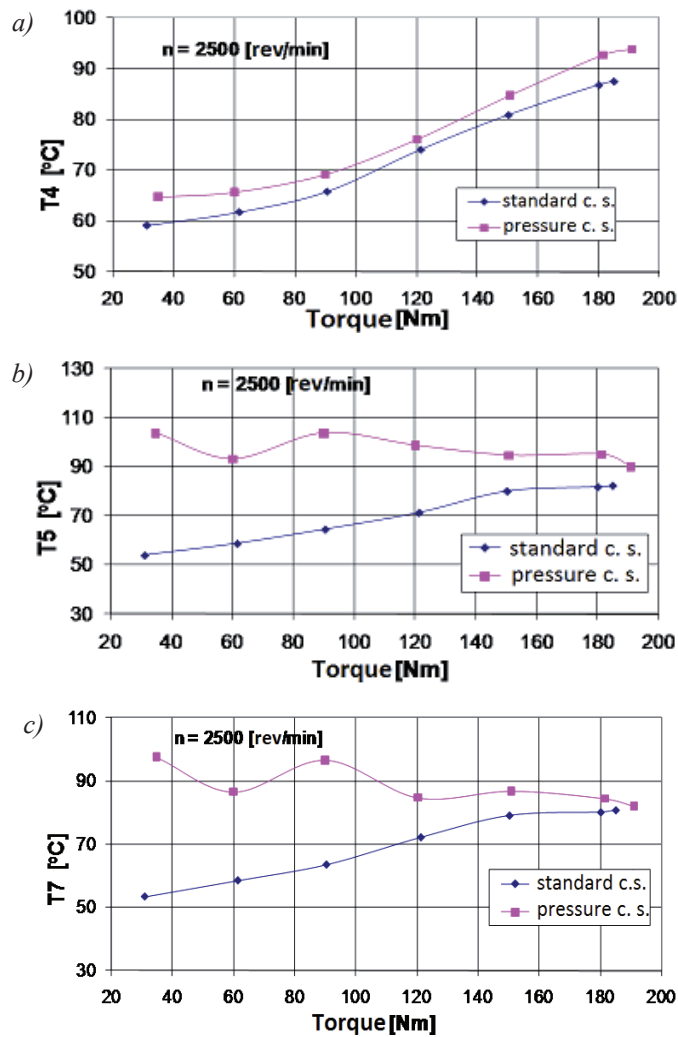 a)
n = 2500 [rev/min]
100
90
80
70
60
50
T4 [ºC]
standard c. s.
pressure c. s.
20 40 60 80 100 120 140 160 180 200
Torque[Nm]
b)
n = 2500 [rev/min]
130
110
90
70
50
30
T5 [ºC]
standard c. s.
pressure c. s.
20 40 60 80 100 120 140 160 180 200
Torque[Nm]
c)
n = 2500 [rev/min]
110
90
70
50
30
T7 [ºC]
standard c.s.
pressure c. s.
20 40 60 80 100 120 140 160 180 200
Torque[Nm]